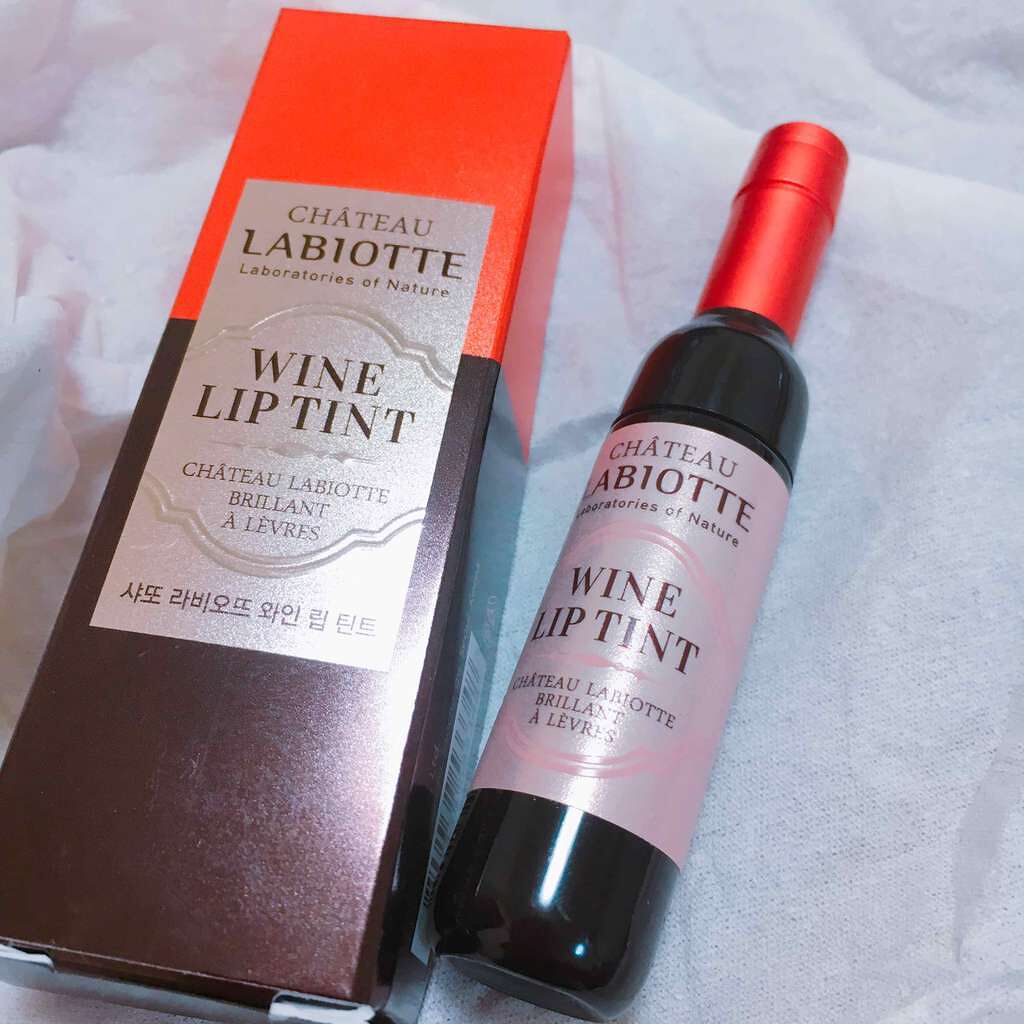 CHÂTEAU
LABIOTTE
Laboratories of Nature
WINE
LIP TINT
CHÂTEAU LABIOTTE
BRILLANT
À LÈVRES
샤또 라비오뜨 와인 립 틴트
CHÂTEAU
LABIOTTE
Laboratories of Nature
WINE
LIP TINT
CHÂTEAU LABIOTTE
BRILLANT
À LÈVRES